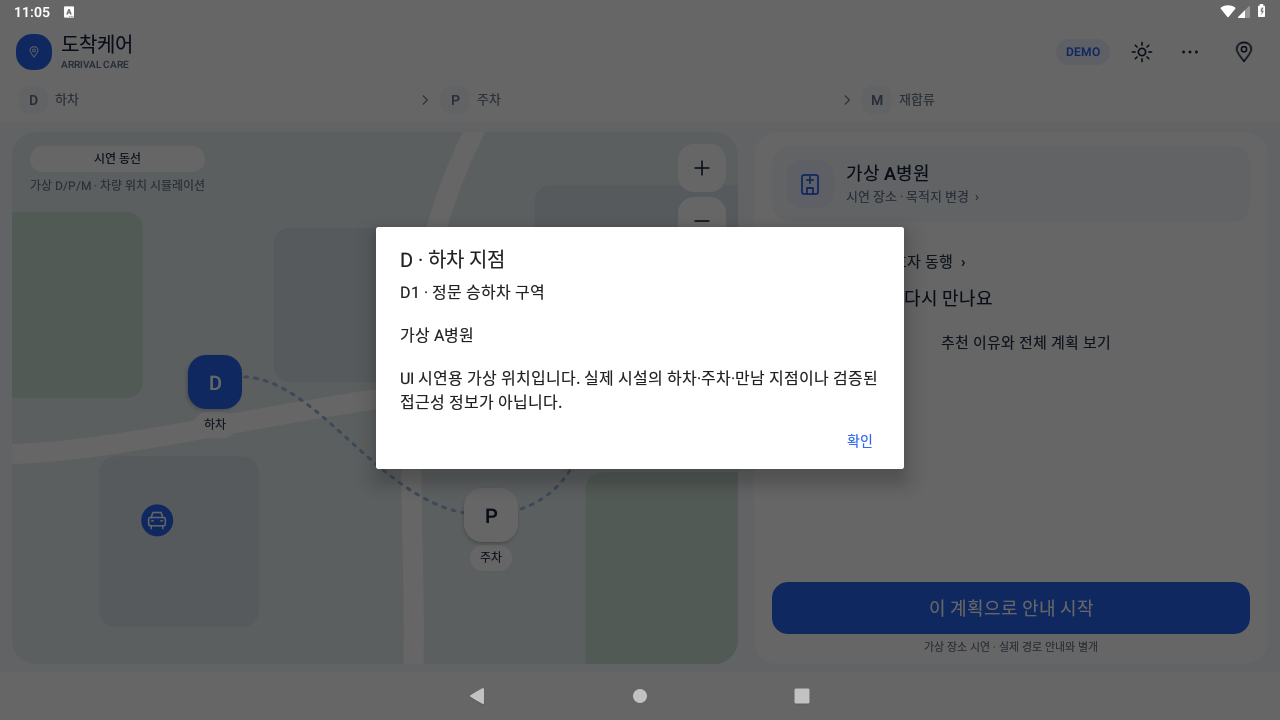 11:05
도착케어
ARRIVAL CARE
DEMO
D 하차
P 주차
M 재합류
시연 동선
가상 D/P/M · 차량 위치 시뮬레이션
가상 A병원
시연 장소 · 목적지 변경 ›
자 동행 ›
다시 만나요
추천 이유와 전체 계획 보기
D · 하차 지점
D1 · 정문 승하차 구역
가상 A병원
UI 시연용 가상 위치입니다. 실제 시설의 하차·주차·만남 지점이나 검증된
접근성 정보가 아닙니다.
확인
D
하차
P
주차
이 계획으로 안내 시작
가상 장소 시연 · 실제 경로 안내와 별개